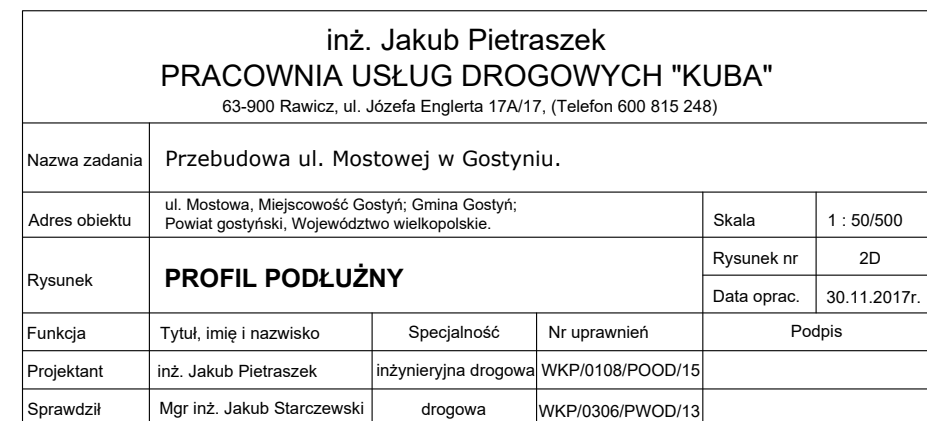 inż. Jakub Pietraszek
PRACOWNIA USŁUG DROGOWYCH "KUBA"
63-900 Rawicz, ul. Józefa Englerta 17A/17, (Telefon 600 815 248)
Nazwa zadania Przebudowa ul. Mostowej w Gostyniu.
Adres obiektu ul. Mostowa, Miejscowość Gostyń; Gmina Gostyń;
Powiat gostyński, Województwo wielkopolskie.
Skala 1 : 50/500
Rysunek PROFIL PODŁUŻNY
Rysunek nr 2D
Data oprac. 30.11.2017r.
Funkcja Tytuł, imię i nazwisko Specjalność Nr uprawnień Podpis
Projektant inż. Jakub Pietraszek inżynieryjna drogowa WKP/0108/POOD/15
Sprawdził Mgr inż. Jakub Starczewski drogowa WKP/0306/PWOD/13